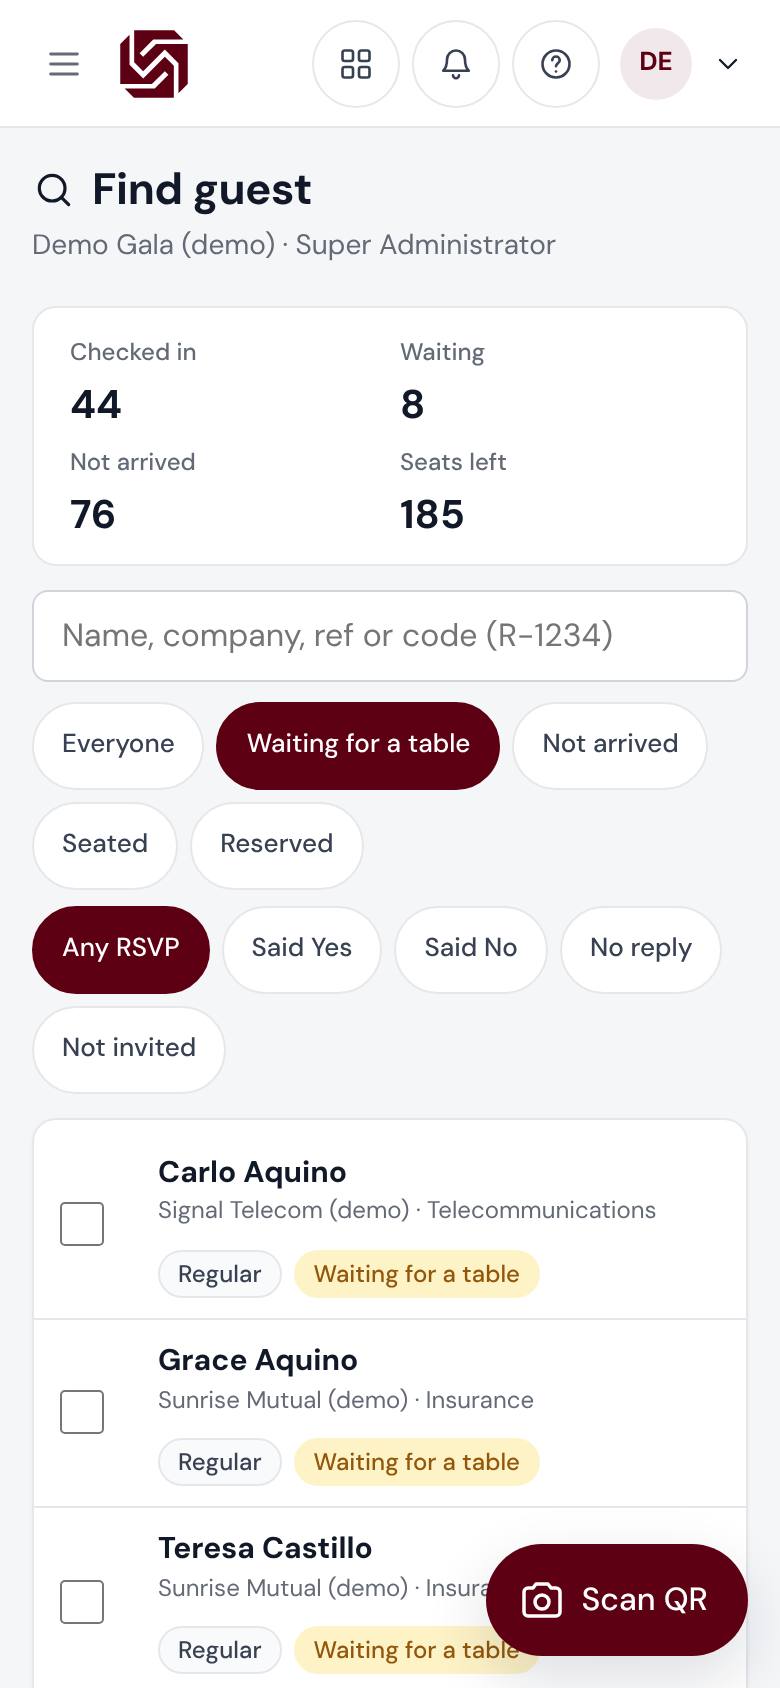 DE
Find guest
Demo Gala (demo) · Super Administrator
Checked in
Waiting
44
8
Not arrived
Seats left
76
185
Name, company, ref or code (R-1234)
Everyone
Waiting for a table
Not arrived
Seated
Reserved
Any RSVP
Said Yes
Said No
No reply
Not invited
Carlo Aquino
Signal Telecom (demo) · Telecommunications
Regular
Waiting for a table
Grace Aquino
Sunrise Mutual (demo) · Insurance
Regular
Waiting for a table
Teresa Castillo
Sunrise Mutual (demo) ·
Scan QR
Regular
Waiting for a table